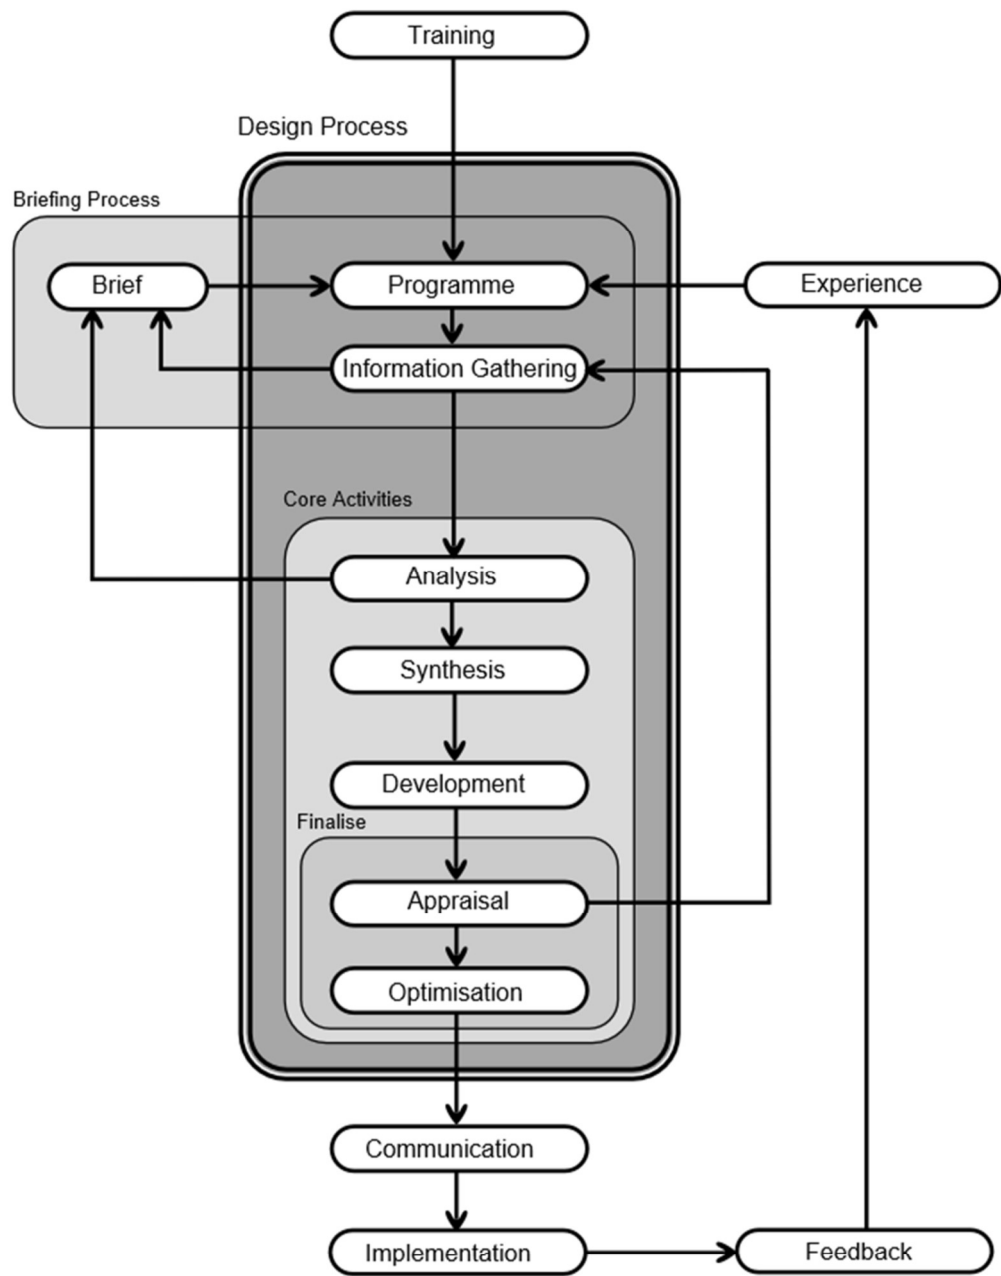 Training
Design Process
Briefing Process
Brief
Programme
Experience
Information Gathering
Core Activities
Analysis
Synthesis
Development
Finalise
Appraisal
Optimisation
Communication
Implementation
Feedback